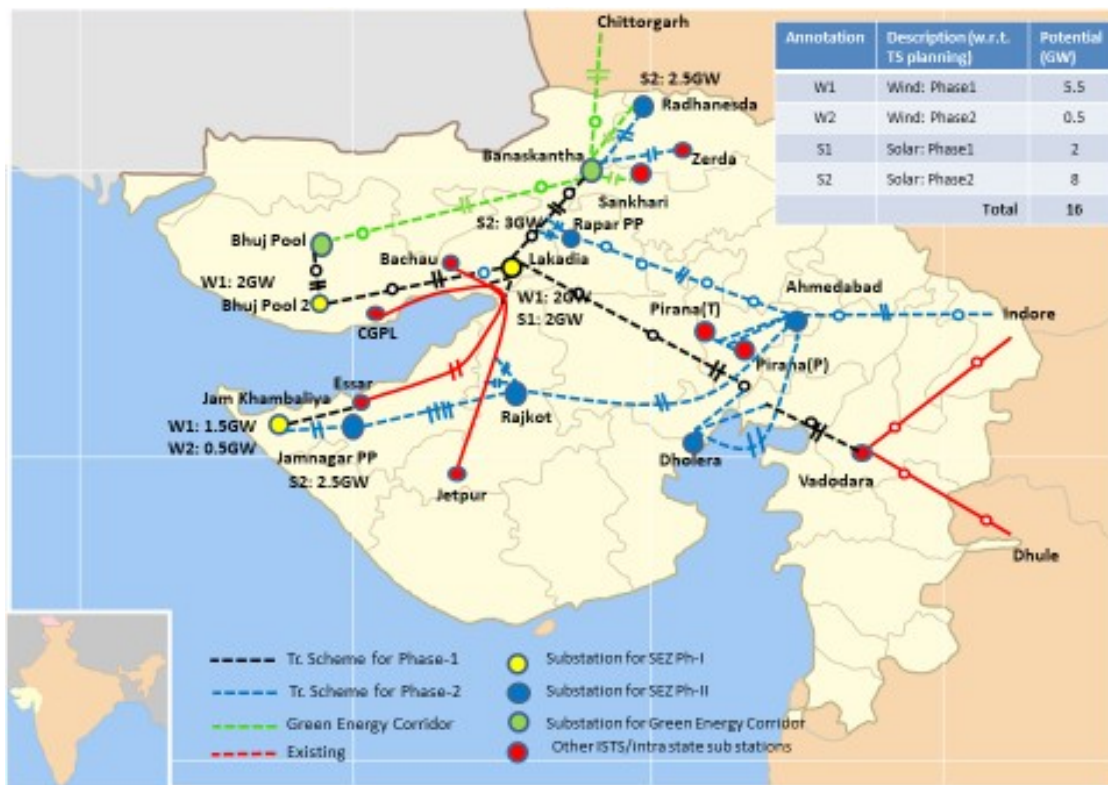 Chittorgarh
Annotation Description (w.r.t. TS planning) Potential (GW)
W1 Wind: Phase1 5.5
W2 Wind: Phase2 0.5
S1 Solar: Phase1 2
S2 Solar: Phase2 8
Total 16
S2: 2.5GW
Radhanesda
Banaskantha
Zerda
Sankhari
S2: 3GW
Rapar PP
Bhuj Pool
Bachau
Lakadia
W1: 2GW
Bhuj Pool 2
W1: 2GW
S1: 2GW
CGPL
Ahmedabad
Pirana(T)
Indore
Pirana(P)
Essar
Jam Khambaliya
Rajkot
W1: 1.5GW
W2: 0.5GW
Jamnagar PP
S2: 2.5GW
Jetpur
Dholera
Vadodara
Dhule
Tr. Scheme for Phase-1
Substation for SEZ Ph-I
Tr. Scheme for Phase-2
Substation for SEZ Ph-II
Green Energy Corridor
Substation for Green Energy Corridor
Existing
Other ISTS/intra state sub stations